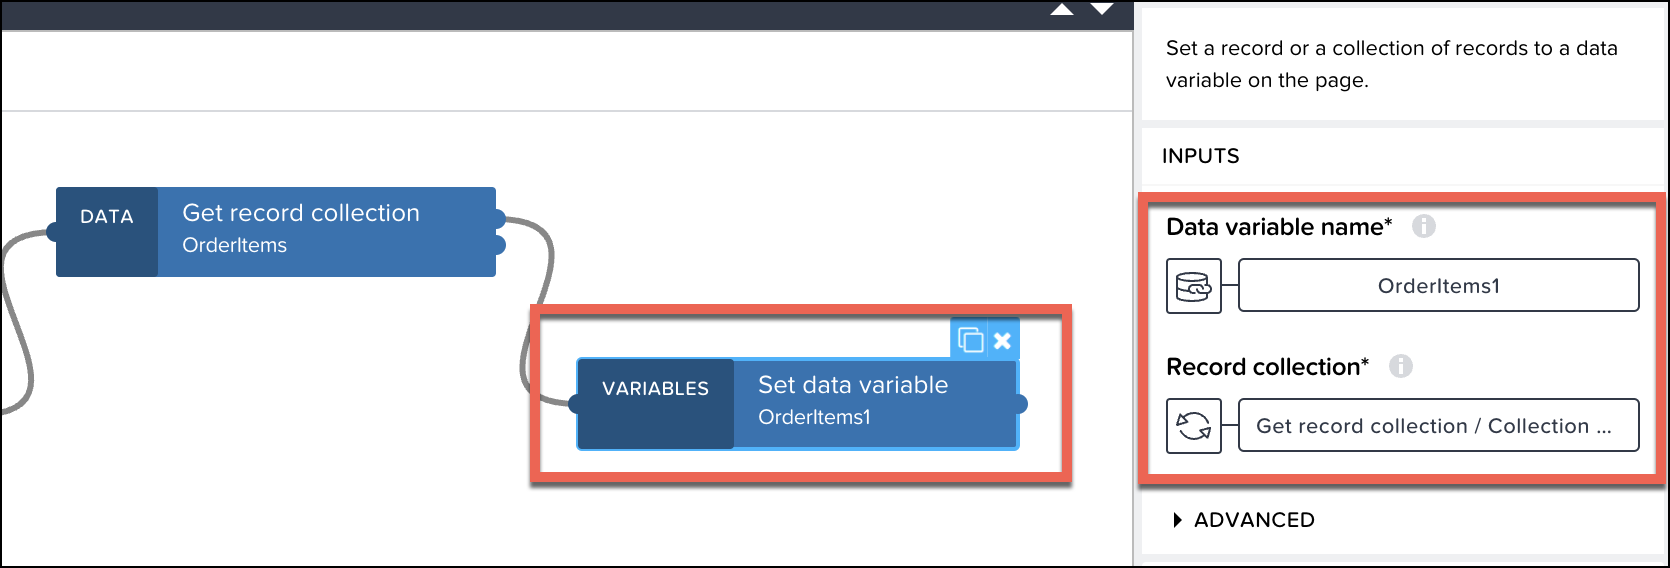 DATA
Get record collection
OrderItems
VARIABLES
Set data variable
OrderItems1
Set a record or a collection of records to a data
variable on the page.
INPUTS
Data variable name*
OrderItems1
Record collection*
Get record collection / Collection ...
ADVANCED